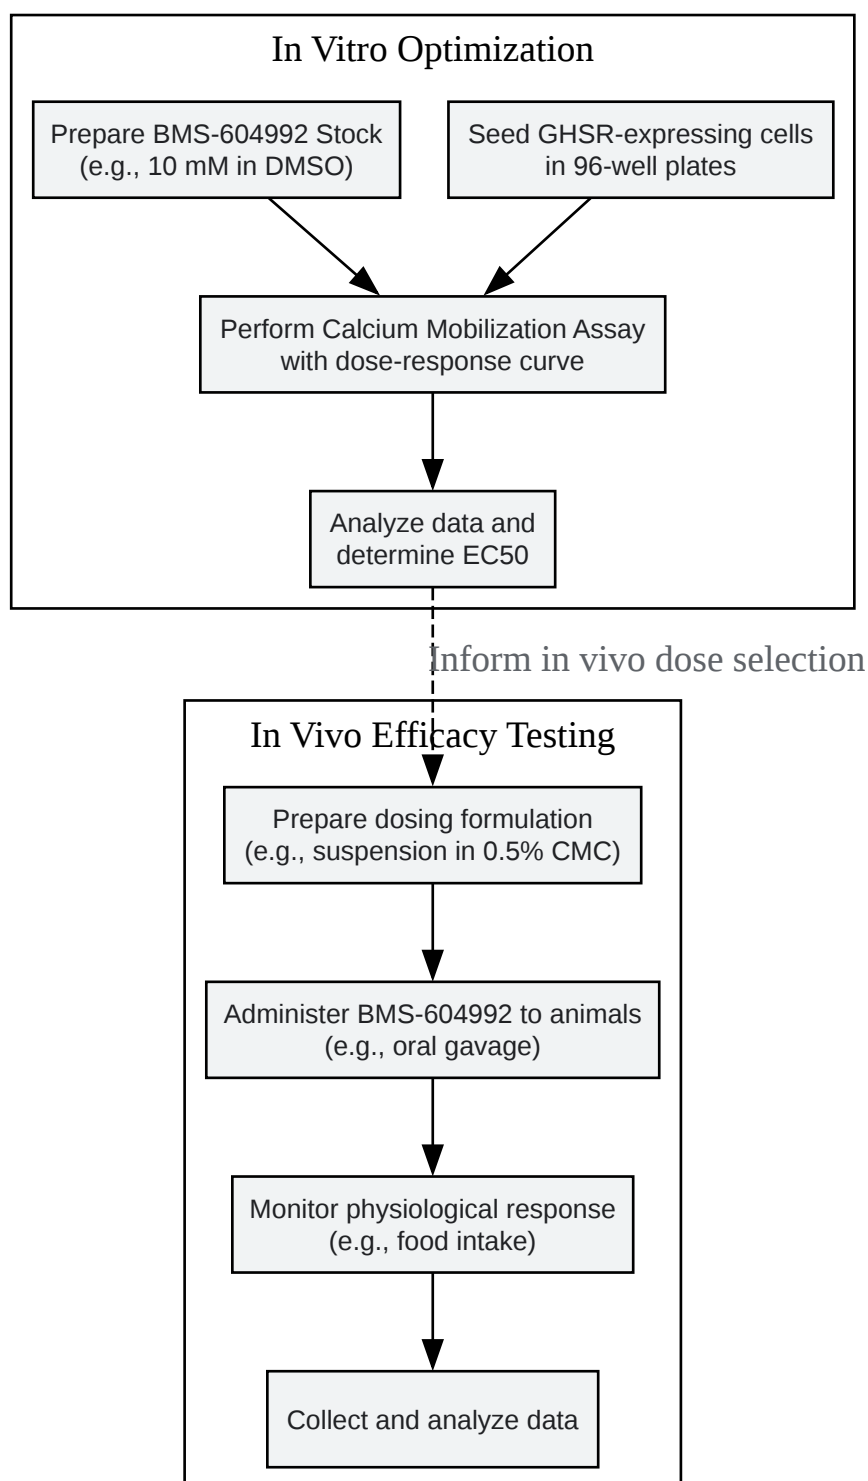 In Vitro Optimization
Prepare BMS-604992 Stock
(e.g., 10 mM in DMSO)
Seed GHSR-expressing cells
in 96-well plates
Perform Calcium Mobilization Assay
with dose-response curve
Analyze data and
determine EC50
Inform in vivo dose selection
In Vivo Efficacy Testing
Prepare dosing formulation
(e.g., suspension in 0.5% CMC)
Administer BMS-604992 to animals
(e.g., oral gavage)
Monitor physiological response
(e.g., food intake)
Collect and analyze data